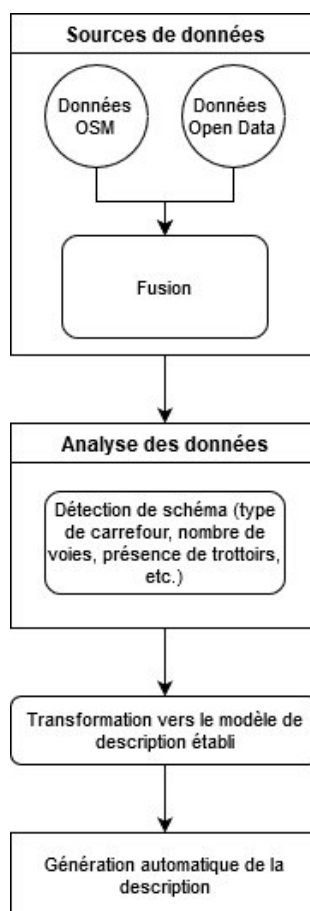 Sources de données
Données
OSM
Données
Open Data
Fusion
Analyse des données
Détection de schéma (type
de carrefour, nombre de
voies, présence de trottoirs,
etc.)
Transformation vers le modèle de
description établi
Génération automatique de la
description